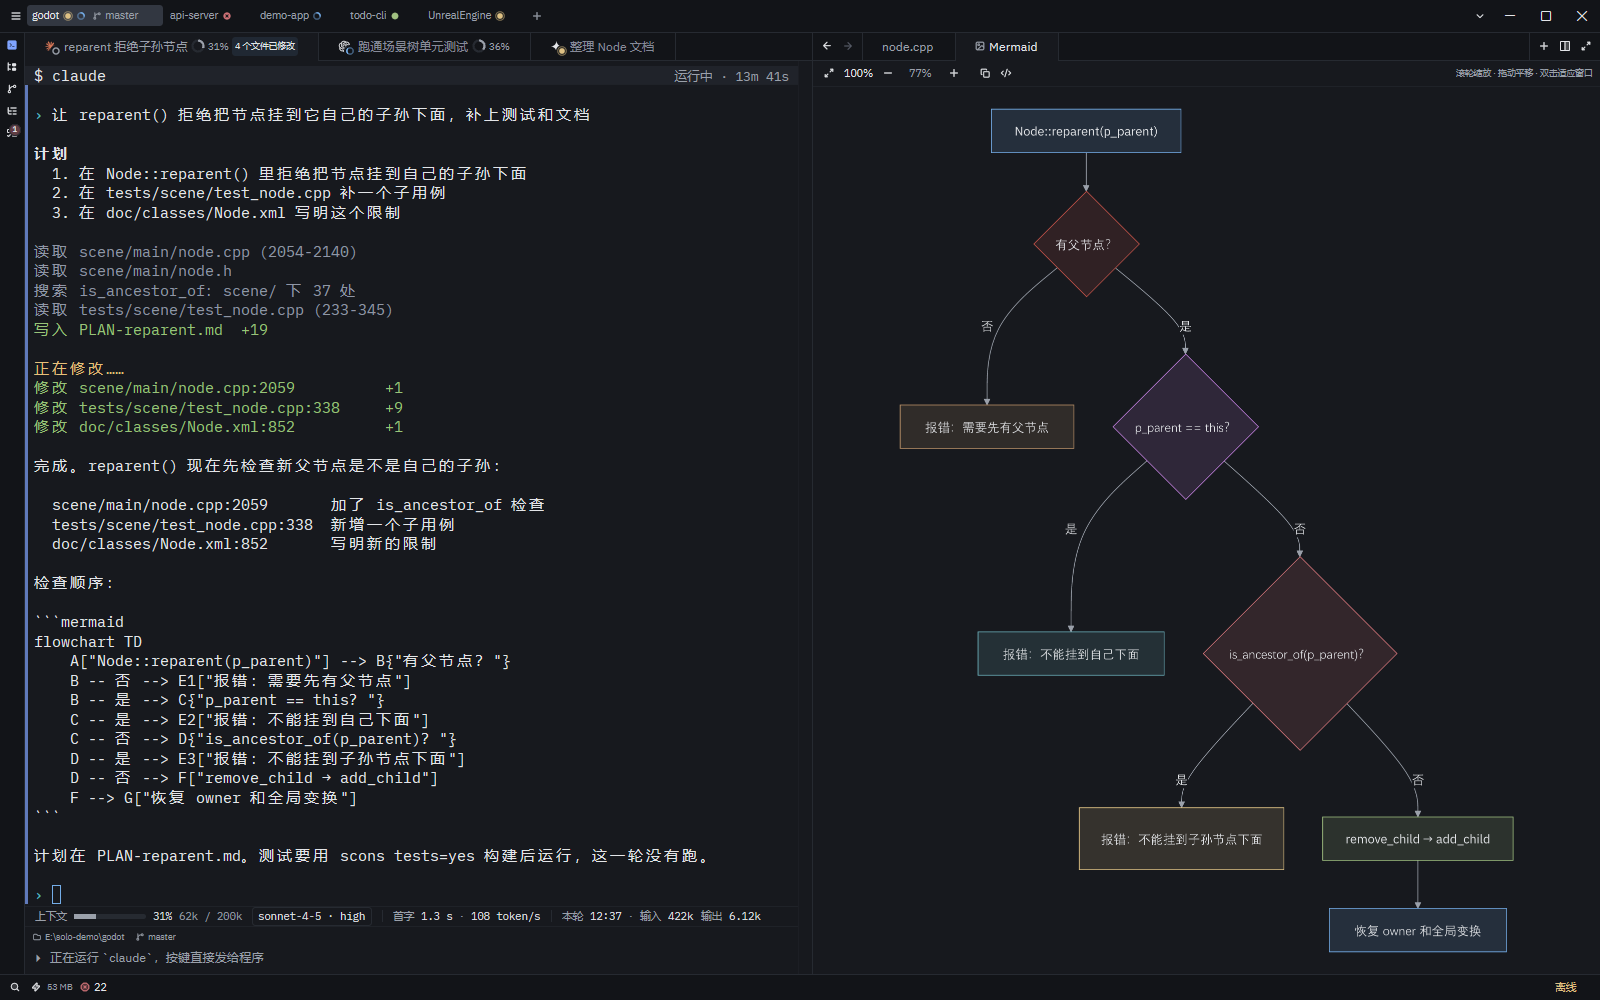 godot
master
api-server
demo-app
todo-cli
UnrealEngine
reparent 拒绝子孙节点 31% 4 个文件已修改
跑通场景树单元测试 36%
整理 Node 文档
node.cpp
Mermaid
$ claude
运行中 · 13m 41s
100%
77%
滚轮缩放 · 拖动平移 · 双击适应窗口
1
› 让 reparent() 拒绝把节点挂到它自己的子孙下面，补上测试和文档
计划
1. 在 Node::reparent() 里拒绝把节点挂到自己的子孙下面
2. 在 tests/scene/test_node.cpp 补一个子用例
3. 在 doc/classes/Node.xml 写明这个限制
读取 scene/main/node.cpp (2054-2140)
读取 scene/main/node.h
搜索 is_ancestor_of: scene/ 下 37 处
读取 tests/scene/test_node.cpp (233-345)
写入 PLAN-reparent.md +19
正在修改……
修改 scene/main/node.cpp:2059 +1
修改 tests/scene/test_node.cpp:338 +9
修改 doc/classes/Node.xml:852 +1
完成。reparent() 现在先检查新父节点是不是自己的子孙：
scene/main/node.cpp:2059 加了 is_ancestor_of 检查
tests/scene/test_node.cpp:338 新增一个子用例
doc/classes/Node.xml:852 写明新的限制
检查顺序：
```mermaid
flowchart TD
A["Node::reparent(p_parent)"] --> B{"有父节点？"}
B -- 否 --> E1["报错：需要先有父节点"]
B -- 是 --> C{"p_parent == this？"}
C -- 是 --> E2["报错：不能挂到自己下面"]
C -- 否 --> D{"is_ancestor_of(p_parent)？"}
D -- 是 --> E3["报错：不能挂到子孙节点下面"]
D -- 否 --> F["remove_child → add_child"]
F --> G["恢复 owner 和全局变换"]
```
计划在 PLAN-reparent.md。测试要用 scons tests=yes 构建后运行，这一轮没有跑。
›
上下文 31% 62k / 200k sonnet-4-5 · high 首字 1.3 s · 108 token/s 本轮 12:37 · 输入 422k 输出 6.12k
E:\solo-demo\godot master
正在运行 `claude`，按键直接发给程序
53 MB 22
离线
Node::reparent(p_parent)
有父节点？
否
是
报错：需要先有父节点
p_parent == this？
是
否
报错：不能挂到自己下面
is_ancestor_of(p_parent)？
是
否
报错：不能挂到子孙节点下面
remove_child → add_child
恢复 owner 和全局变换